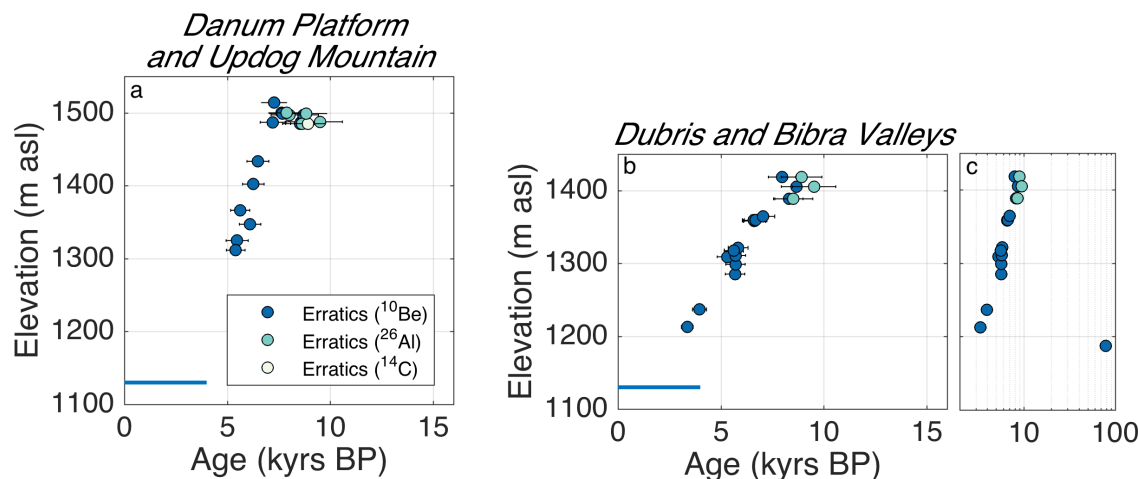 Danum Platform
and Updog Mountain
a
1500
1400
1300
1200
1100
Elevation (m asl)
Erratics (¹⁰Be)
Erratics (²⁶Al)
Erratics (¹⁴C)
0 5 10 15
Age (kyrs BP)
Dubris and Bibra Valleys
b
1400
1300
1200
1100
Elevation (m asl)
0 5 10 15
Age (kyrs BP)
c
10 100